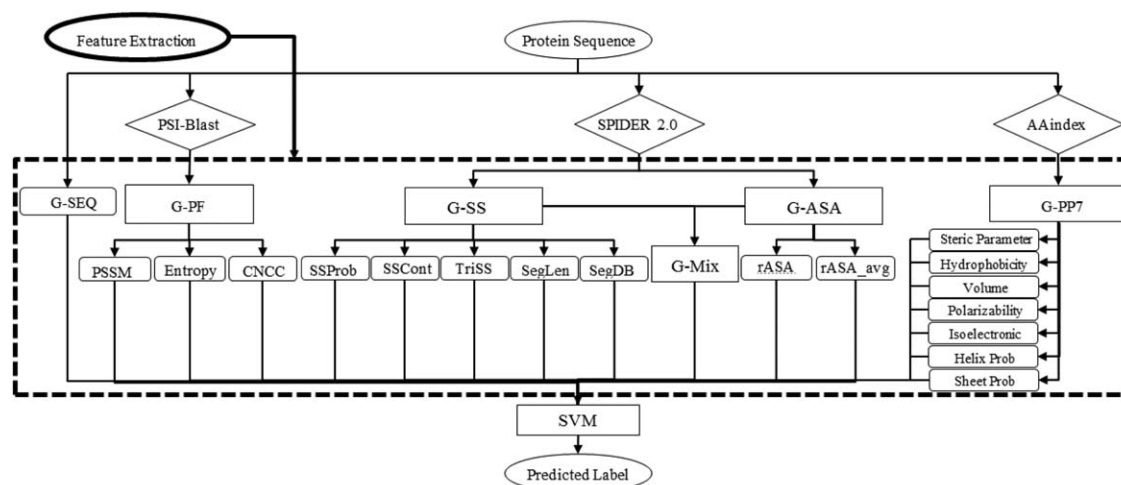 Feature Extraction
Protein Sequence
PSI-Blast
SPIDER 2.0
AAindex
G-SEQ
G-PF
G-SS
G-ASA
G-PP7
PSSM
Entropy
CNCC
SSProb
SSCont
TriSS
SegLen
SegDB
G-Mix
rASA
rASA_avg
Steric Parameter
Hydrophobicity
Volume
Polarizability
Isoelectronic
Helix Prob
Sheet Prob
SVM
Predicted Label